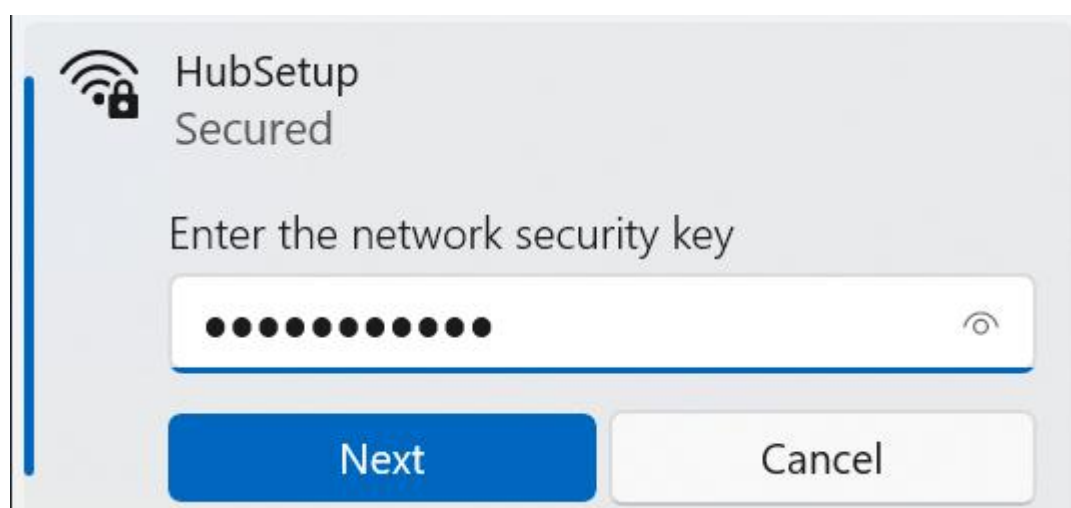 HubSetup
Secured
Enter the network security key
●●●●●●●●●●●
Next
Cancel